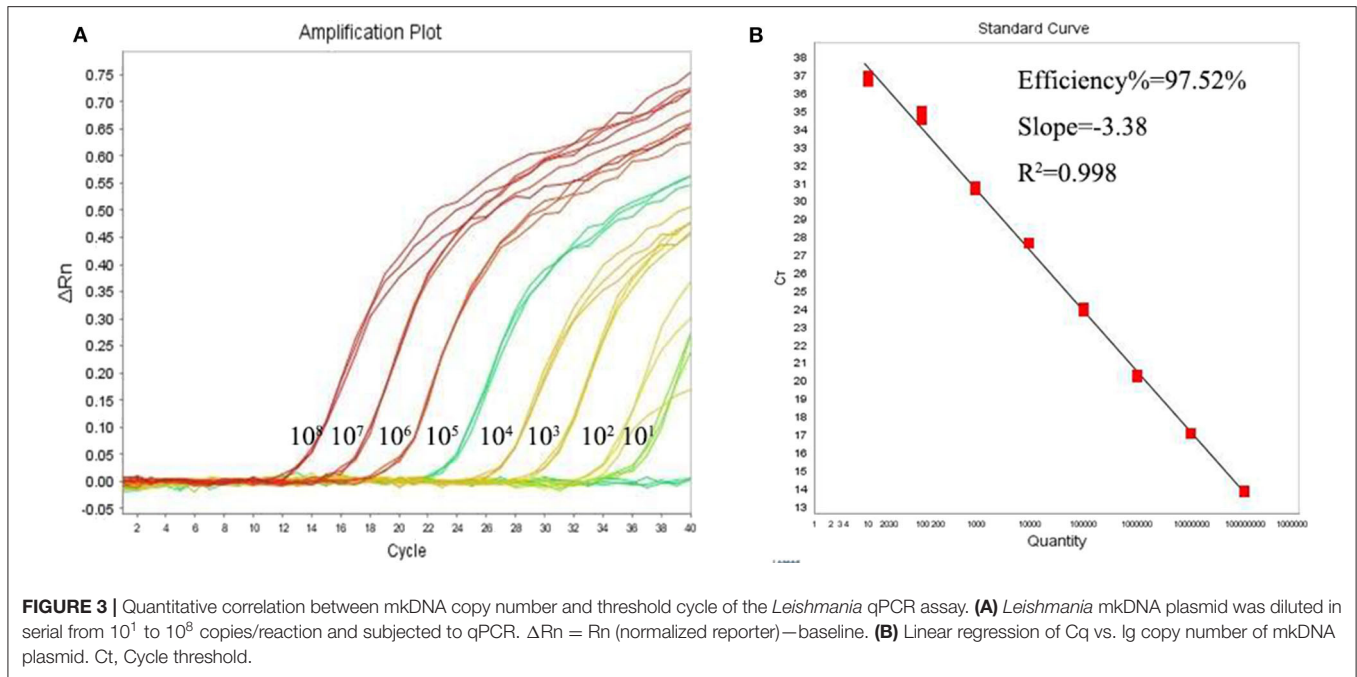 A
Amplification Plot
0.75
0.70
0.65
0.60
0.55
0.50
0.45
0.40
0.35
0.30
0.25
0.20
0.15
0.10
0.05
0.00
-0.05
ΔRn
10⁸ 10⁷ 10⁶ 10⁵ 10⁴ 10³ 10² 10¹
2 4 6 8 10 12 14 16 18 20 22 24 26 28 30 32 34 36 38 40
Cycle
B
Standard Curve
38
37
36
35
34
33
32
31
30
29
28
27
26
25
24
23
22
21
20
19
18
17
16
15
14
13
CT
Efficiency%=97.52%
Slope=-3.38
R²=0.998
1 2 3 4 10 2030 100 200 1000 10000 100000 1000000 10000000 100000000 1000000
Quantity
FIGURE 3 | Quantitative correlation between mkDNA copy number and threshold cycle of the Leishmania qPCR assay. (A) Leishmania mkDNA plasmid was diluted in
serial from 10¹ to 10⁸ copies/reaction and subjected to qPCR. ΔRn = Rn (normalized reporter)—baseline. (B) Linear regression of Cq vs. lg copy number of mkDNA
plasmid. Ct, Cycle threshold.